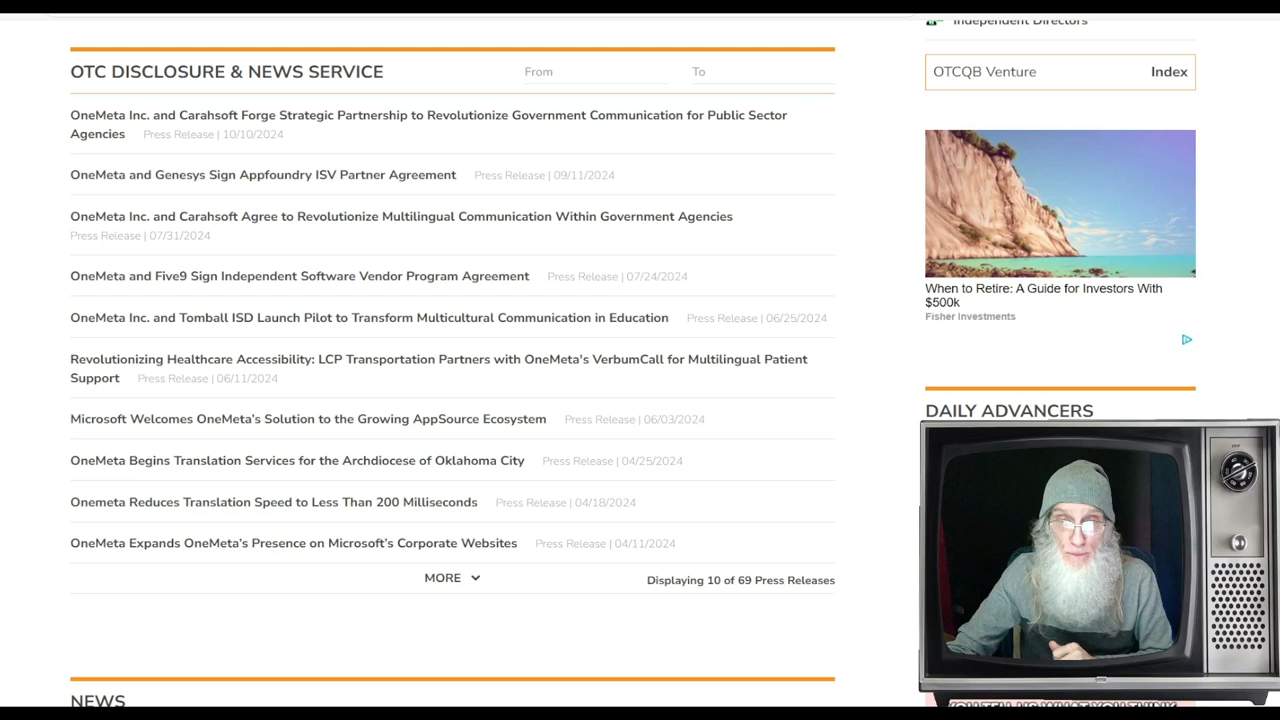 Independent Directors
OTC DISCLOSURE & NEWS SERVICE
From
To
OneMeta Inc. and Carahsoft Forge Strategic Partnership to Revolutionize Government Communication for Public Sector
Agencies Press Release | 10/10/2024
OneMeta and Genesys Sign Appfoundry ISV Partner Agreement Press Release | 09/11/2024
OneMeta Inc. and Carahsoft Agree to Revolutionize Multilingual Communication Within Government Agencies
Press Release | 07/31/2024
OneMeta and Five9 Sign Independent Software Vendor Program Agreement Press Release | 07/24/2024
OneMeta Inc. and Tomball ISD Launch Pilot to Transform Multicultural Communication in Education Press Release | 06/25/2024
Revolutionizing Healthcare Accessibility: LCP Transportation Partners with OneMeta's VerbumCall for Multilingual Patient
Support Press Release | 06/11/2024
Microsoft Welcomes OneMeta's Solution to the Growing AppSource Ecosystem Press Release | 06/03/2024
OneMeta Begins Translation Services for the Archdiocese of Oklahoma City Press Release | 04/25/2024
Onemeta Reduces Translation Speed to Less Than 200 Milliseconds Press Release | 04/18/2024
OneMeta Expands OneMeta's Presence on Microsoft's Corporate Websites Press Release | 04/11/2024
MORE
Displaying 10 of 69 Press Releases
NEWS
OTCQB Venture Index
When to Retire: A Guide for Investors With
$500k
Fisher Investments
DAILY ADVANCERS
YOU TELL US WHAT YOU THINK